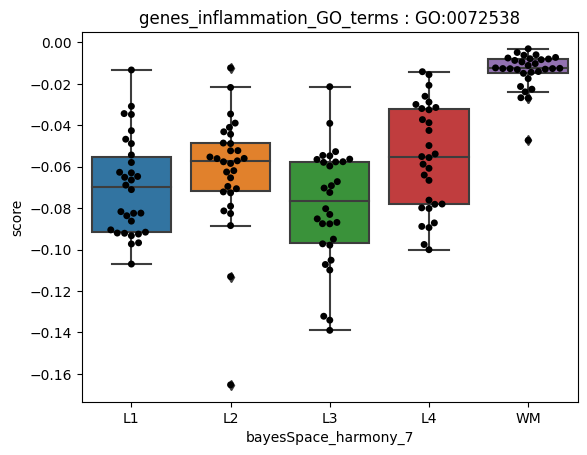 genes_inflammation_GO_terms : GO:0072538
0.00
−0.02
−0.04
−0.06
−0.08
−0.10
−0.12
−0.14
−0.16
score
L1 L2 L3 L4 WM
bayesSpace_harmony_7